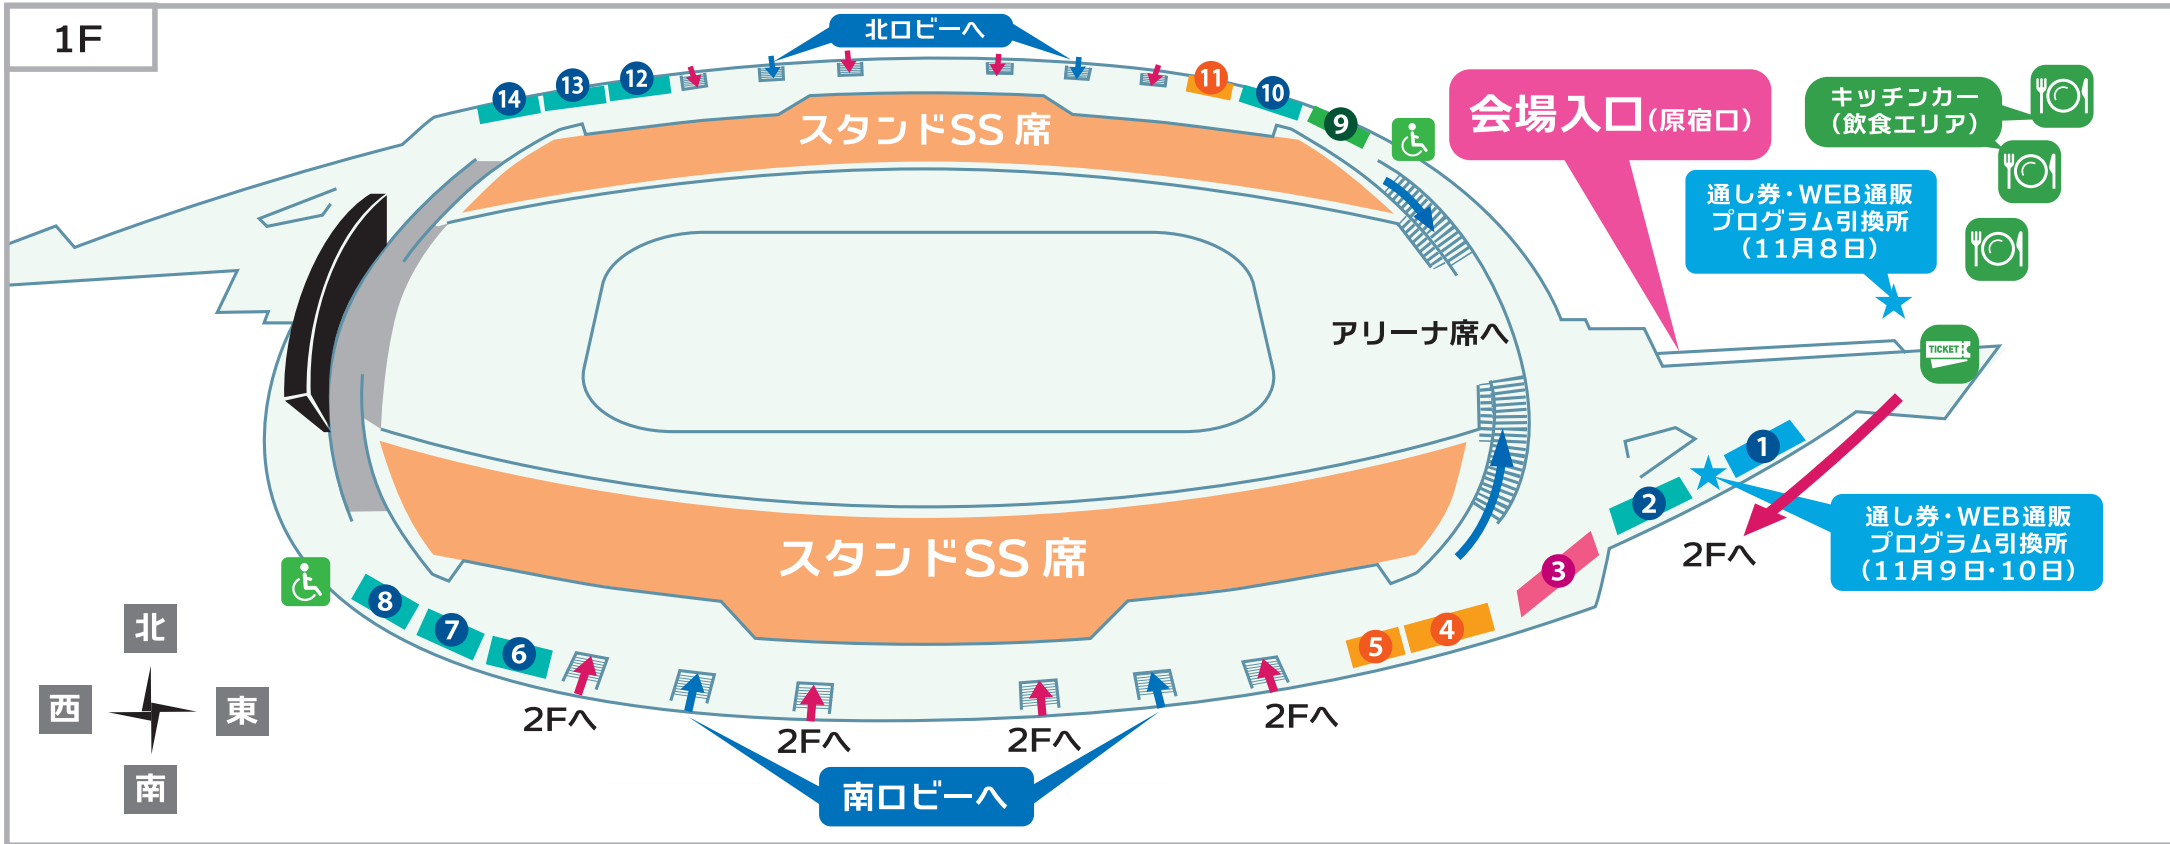 1F
北ロビーへ
14
13
12
11
10
9
スタンドSS席
会場入口(原宿口)
キッチンカー
(飲食エリア)
通し券・WEB通販
プログラム引換所
(11月8日)
アリーナ席へ
TICKET
1
2
3
4
5
2Fへ
通し券・WEB通販
プログラム引換所
(11月9日・10日)
スタンドSS席
8
7
6
2Fへ
2Fへ
2Fへ
2Fへ
南ロビーへ
北
西
東
南